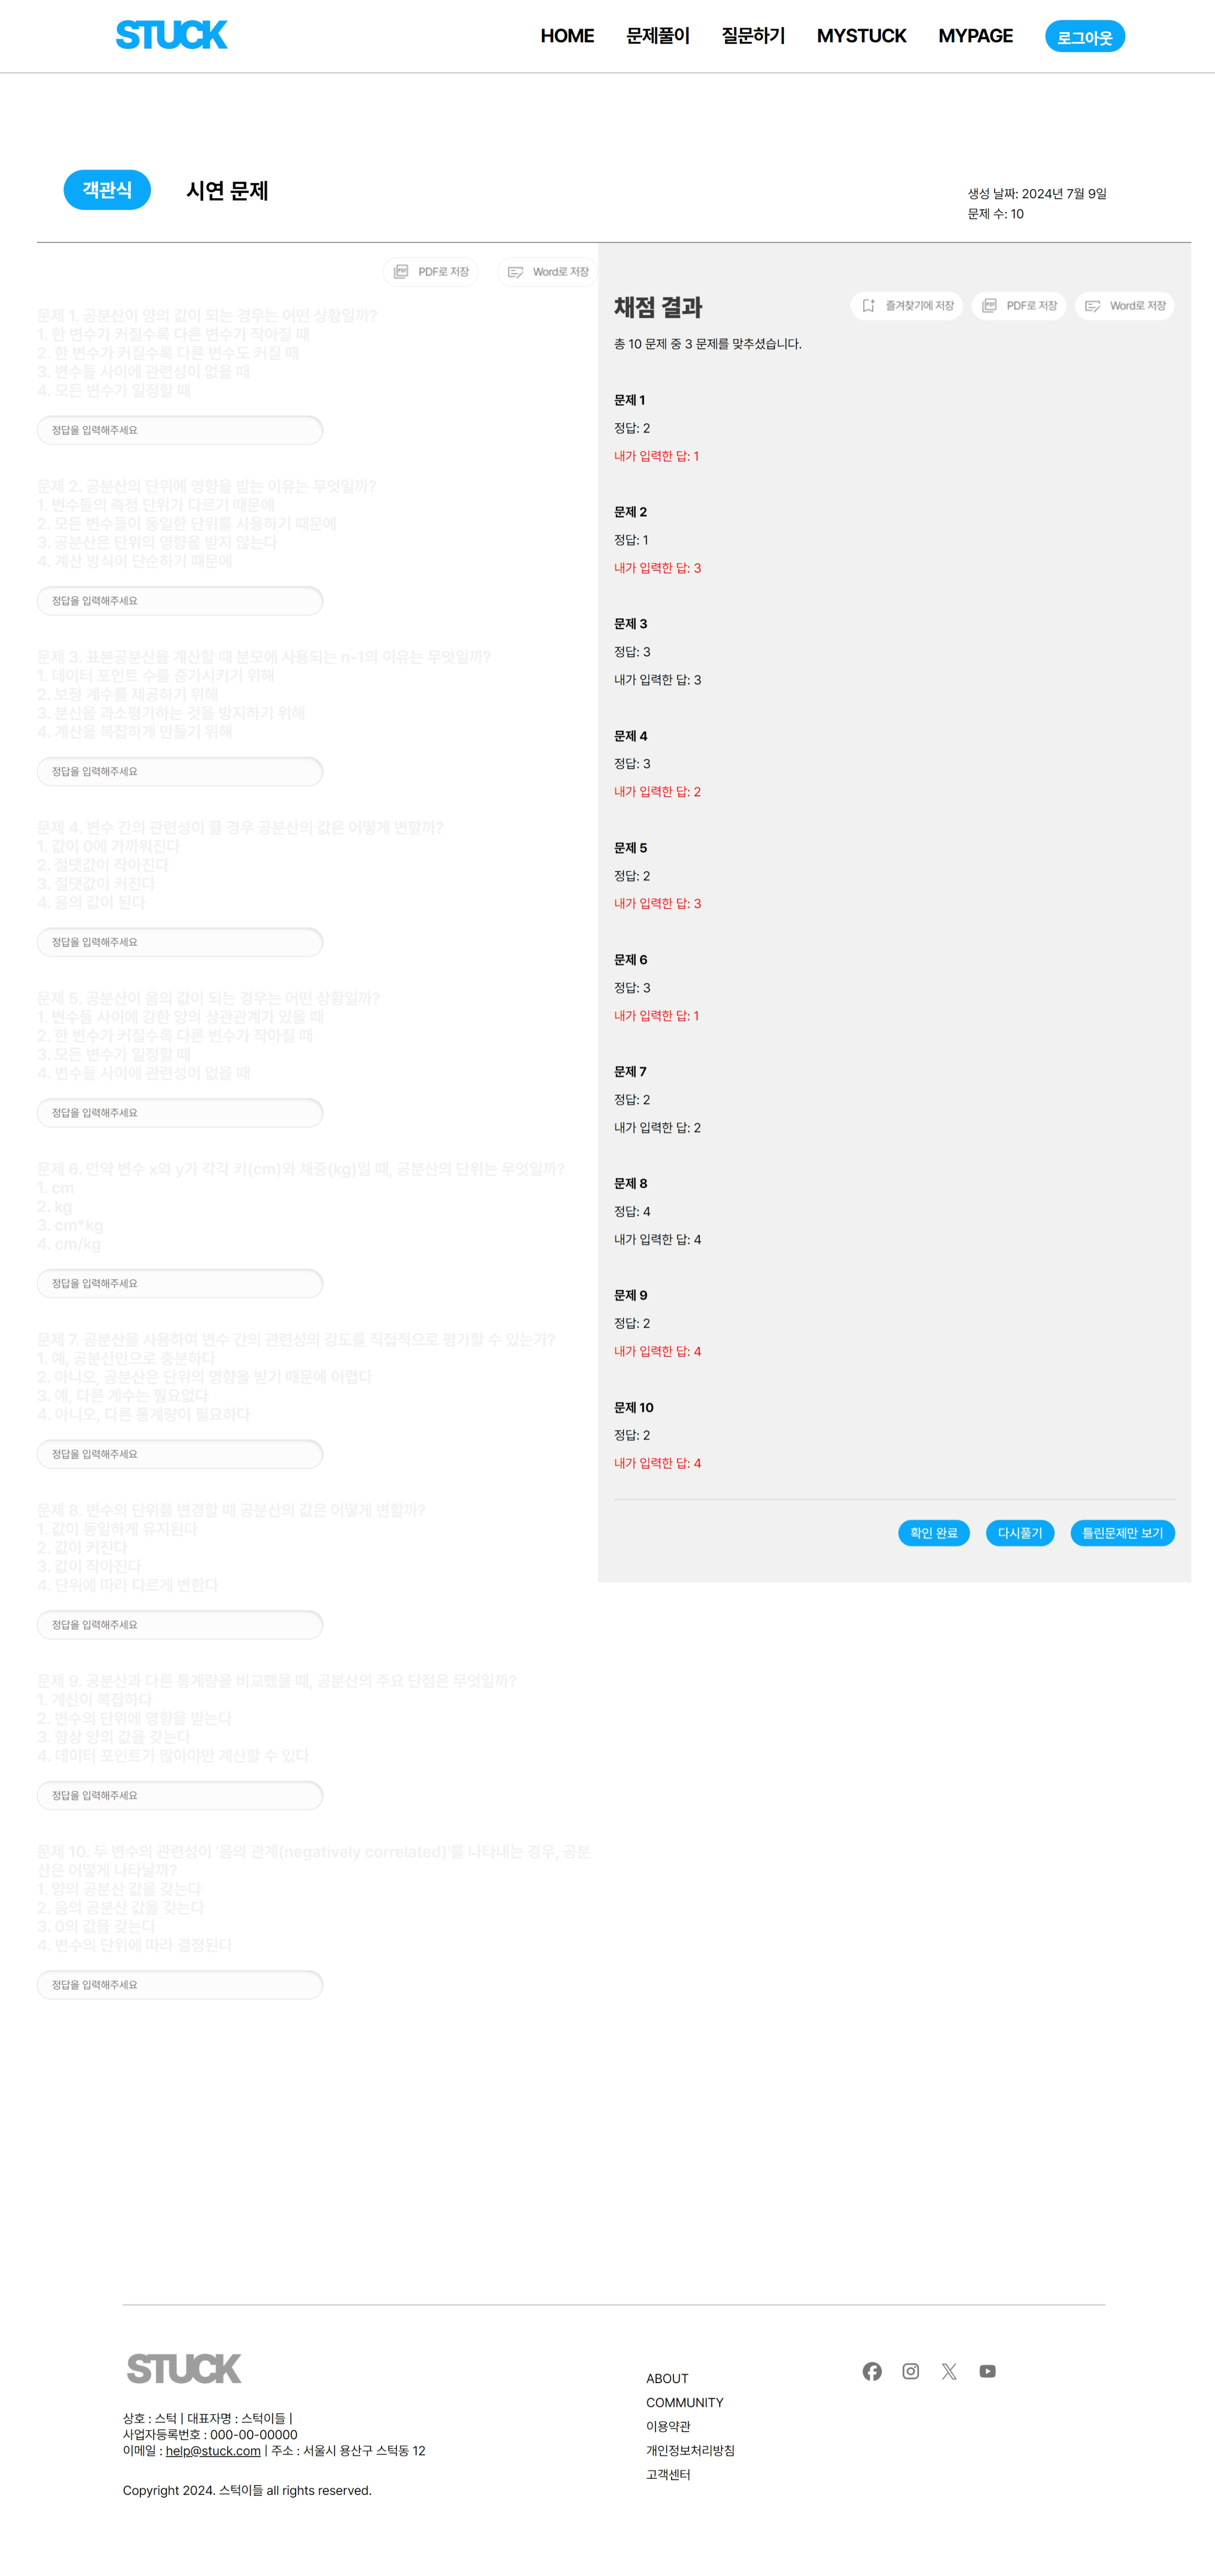 STUCK
HOME 문제풀이 질문하기 MYSTUCK MYPAGE 로그아웃
객관식 시연 문제
생성 날짜: 2024년 7월 9일
문제 수: 10
PDF로 저장 Word로 저장
문제 1. 공분산이 양의 값이 되는 경우는 어떤 상황일까?
1. 한 변수가 커질수록 다른 변수가 작아질 때
2. 한 변수가 커질수록 다른 변수도 커질 때
3. 변수들 사이에 관련성이 없을 때
4. 모든 변수가 일정할 때
정답을 입력해주세요
문제 2. 공분산의 단위에 영향을 받는 이유는 무엇일까?
1. 변수들의 측정 단위가 다르기 때문에
2. 모든 변수들이 동일한 단위를 사용하기 때문에
3. 공분산은 단위의 영향을 받지 않는다
4. 계산 방식이 단순하기 때문에
정답을 입력해주세요
문제 3. 표본공분산을 계산할 때 분모에 사용되는 n-1의 이유는 무엇일까?
1. 데이터 포인트 수를 증가시키기 위해
2. 보정 계수를 제공하기 위해
3. 분산을 과소평가하는 것을 방지하기 위해
4. 계산을 복잡하게 만들기 위해
정답을 입력해주세요
문제 4. 변수 간의 관련성이 클 경우 공분산의 값은 어떻게 변할까?
1. 값이 0에 가까워진다
2. 절댓값이 작아진다
3. 절댓값이 커진다
4. 음의 값이 된다
정답을 입력해주세요
문제 5. 공분산이 음의 값이 되는 경우는 어떤 상황일까?
1. 변수들 사이에 강한 양의 상관관계가 있을 때
2. 한 변수가 커질수록 다른 변수가 작아질 때
3. 모든 변수가 일정할 때
4. 변수들 사이에 관련성이 없을 때
정답을 입력해주세요
문제 6. 만약 변수 x와 y가 각각 키(cm)와 체중(kg)일 때, 공분산의 단위는 무엇일까?
1. cm
2. kg
3. cm*kg
4. cm/kg
정답을 입력해주세요
문제 7. 공분산을 사용하여 변수 간의 관련성의 강도를 직접적으로 평가할 수 있는가?
1. 예, 공분산만으로 충분하다
2. 아니오, 공분산은 단위의 영향을 받기 때문에 어렵다
3. 예, 다른 계수는 필요없다
4. 아니오, 다른 통계량이 필요하다
정답을 입력해주세요
문제 8. 변수의 단위를 변경할 때 공분산의 값은 어떻게 변할까?
1. 값이 동일하게 유지된다
2. 값이 커진다
3. 값이 작아진다
4. 단위에 따라 다르게 변한다
정답을 입력해주세요
문제 9. 공분산과 다른 통계량을 비교했을 때, 공분산의 주요 단점은 무엇일까?
1. 계산이 복잡하다
2. 변수의 단위에 영향을 받는다
3. 항상 양의 값을 갖는다
4. 데이터 포인트가 많아야만 계산할 수 있다
정답을 입력해주세요
문제 10. 두 변수의 관련성이 '음의 관계(negatively correlated)'를 나타내는 경우, 공분
산은 어떻게 나타날까?
1. 양의 공분산 값을 갖는다
2. 음의 공분산 값을 갖는다
3. 0의 값을 갖는다
4. 변수의 단위에 따라 결정된다
정답을 입력해주세요
채점 결과
즐겨찾기에 저장 PDF로 저장 Word로 저장
총 10 문제 중 3 문제를 맞추셨습니다.
문제 1
정답: 2
내가 입력한 답: 1
문제 2
정답: 1
내가 입력한 답: 3
문제 3
정답: 3
내가 입력한 답: 3
문제 4
정답: 3
내가 입력한 답: 2
문제 5
정답: 2
내가 입력한 답: 3
문제 6
정답: 3
내가 입력한 답: 1
문제 7
정답: 2
내가 입력한 답: 2
문제 8
정답: 4
내가 입력한 답: 4
문제 9
정답: 2
내가 입력한 답: 4
문제 10
정답: 2
내가 입력한 답: 4
확인 완료 다시풀기 틀린문제만 보기
STUCK
상호 : 스턱 | 대표자명 : 스턱이들 |
사업자등록번호 : 000-00-00000
이메일 : help@stuck.com | 주소 : 서울시 용산구 스턱동 12
Copyright 2024. 스턱이들 all rights reserved.
ABOUT
COMMUNITY
이용약관
개인정보처리방침
고객센터